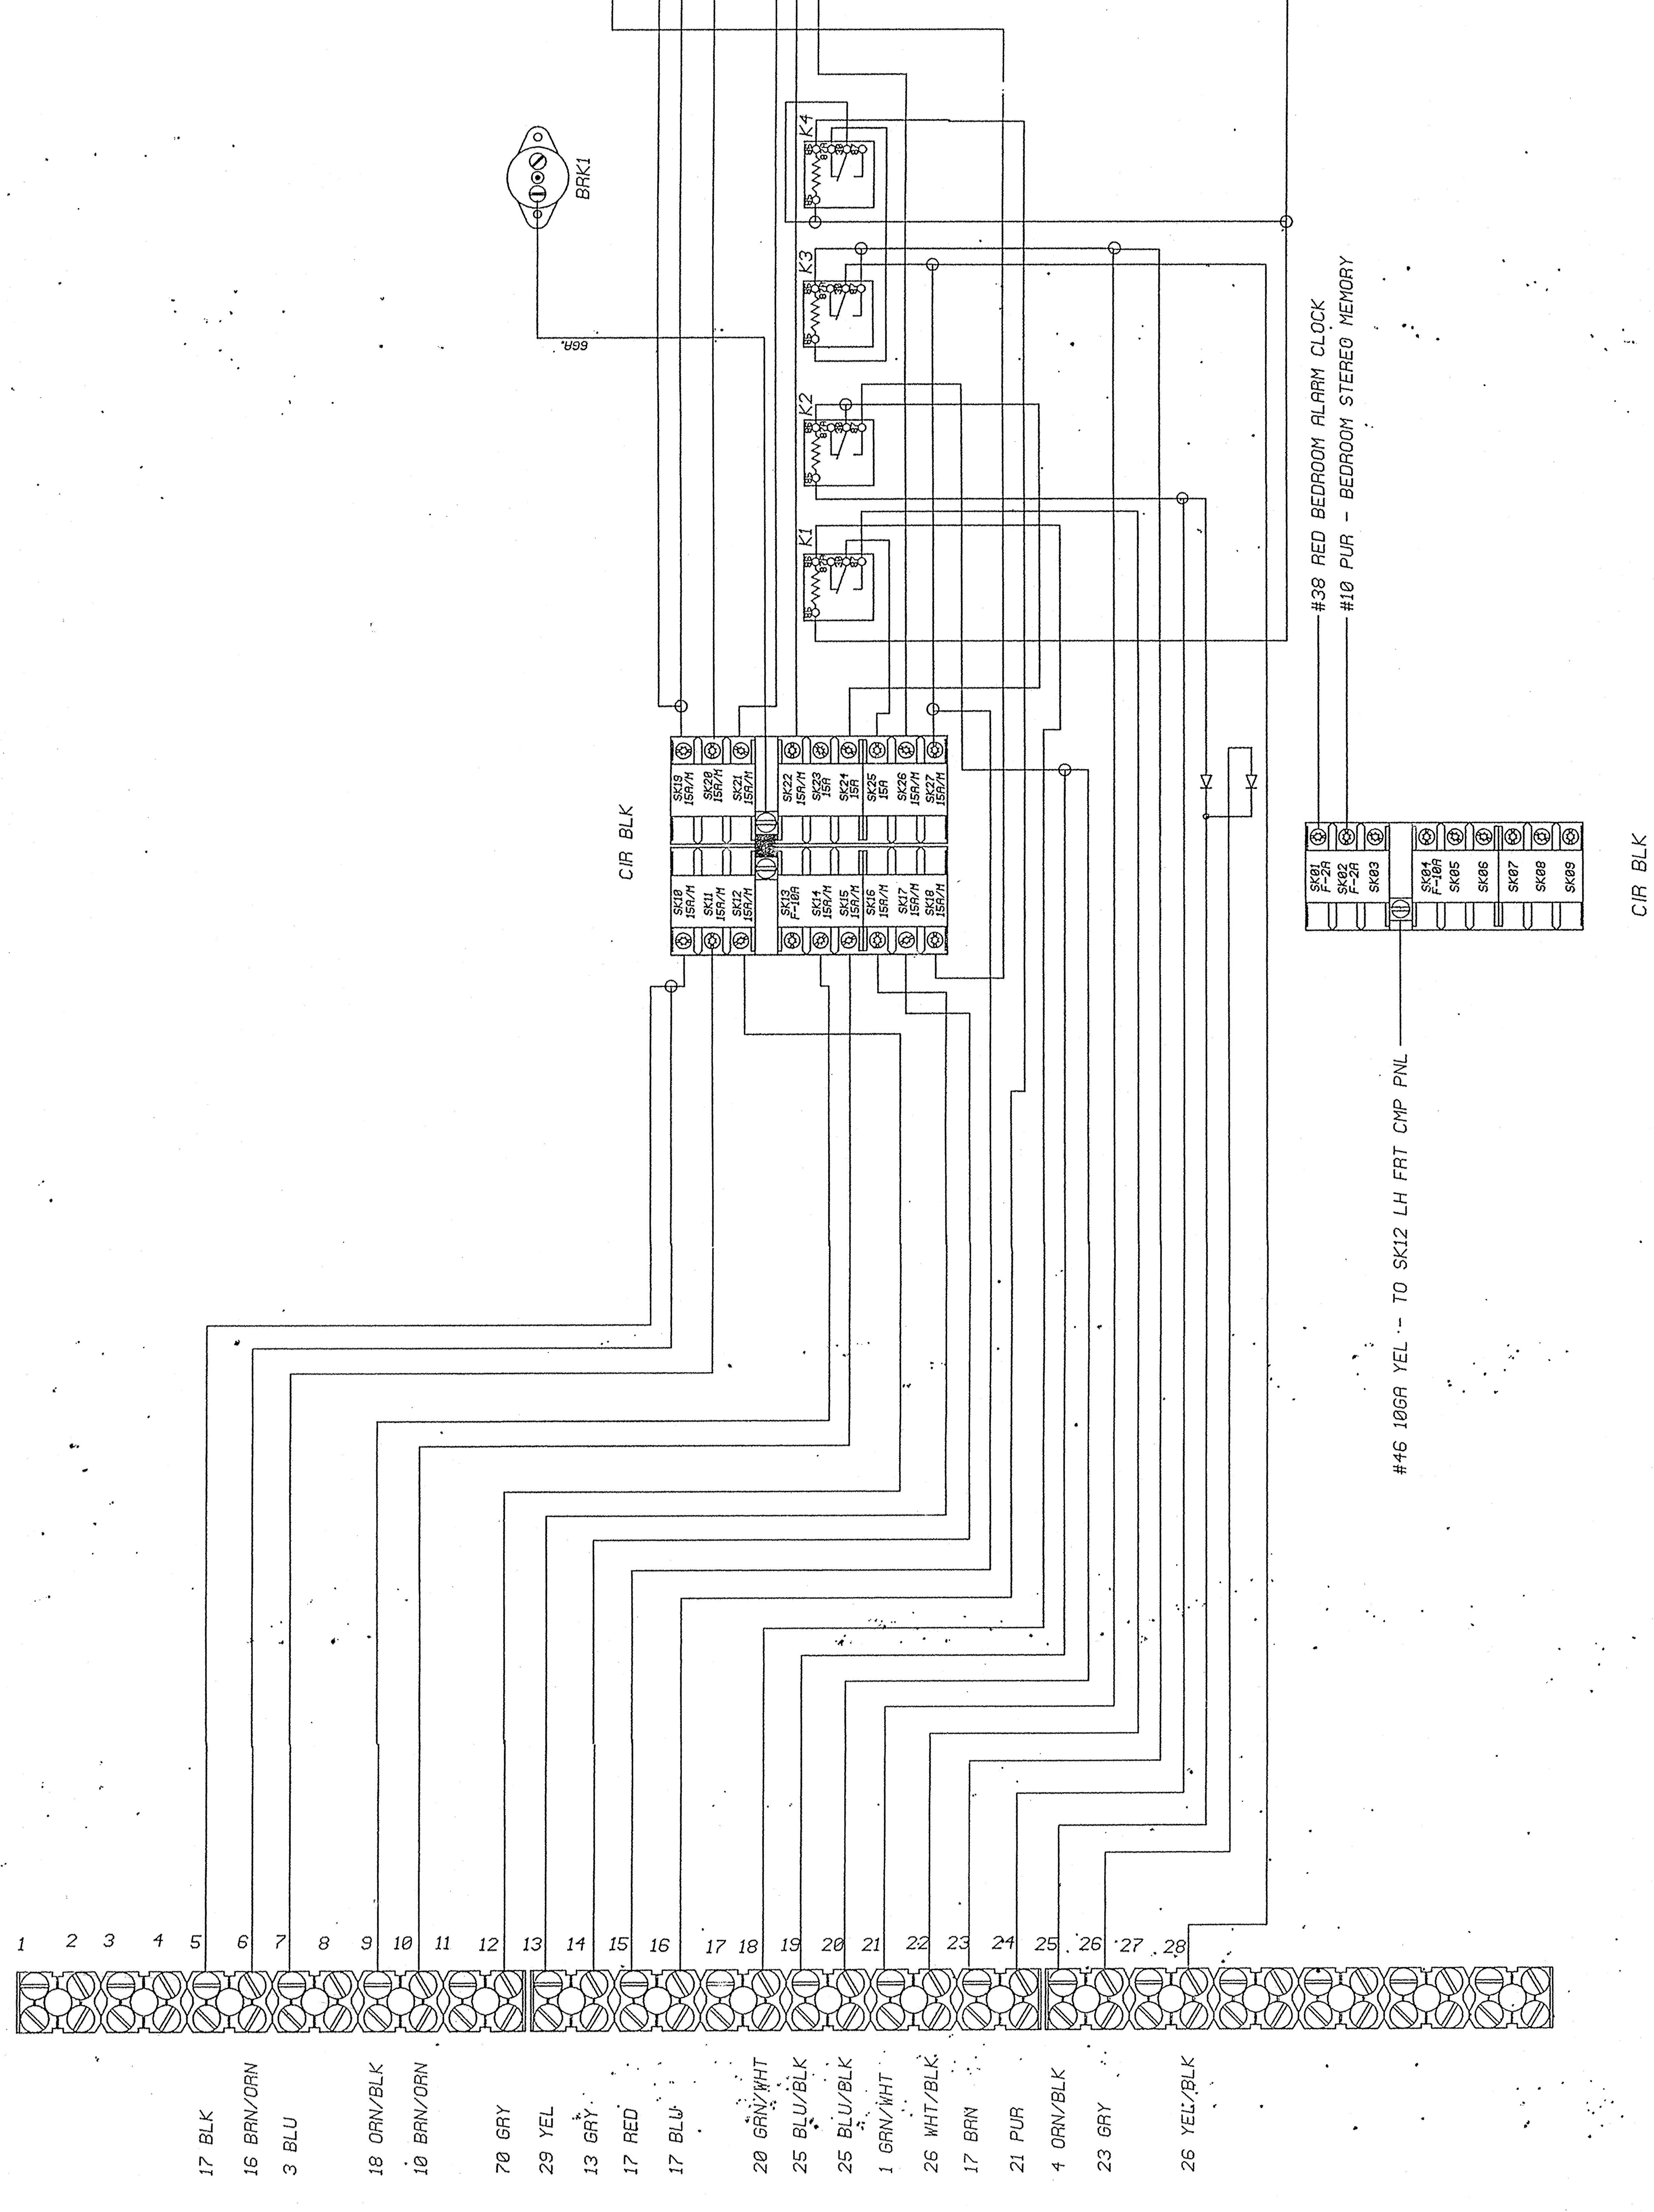 BRK1
6GA.
K4
K3
K2
K1
CIR BLK
SK19 15A/M
SK20 15A/M
SK21 15A/M
SK22 15A/M
SK23 15A
SK24 15A
SK25 15A
SK26 15A/M
SK27 15A/M
SK10 15A/M
SK11 15A/M
SK12 15A/M
SK13 F-10A
SK14 15A/M
SK15 15A/M
SK16 15A/M
SK17 15A/M
SK18 15A/M
#38 RED BEDROOM ALARM CLOCK
#10 PUR - BEDROOM STEREO MEMORY
SK01 F-2A
SK02 F-2A
SK03
SK04 F-10A
SK05
SK06
SK07
SK08
SK09
CIR BLK
#46 10GA YEL - TO SK12 LH FRT CMP PNL
1
2
3
4
5
6
7
8
9
10
11
12
13
14
15
16
17
18
19
20
21
22
23
24
25
26
27
28
17 BLK
16 BRN/ORN
3 BLU
18 ORN/BLK
10 BRN/ORN
70 GRY
29 YEL
13 GRY
17 RED
17 BLU
20 GRN/WHT
25 BLU/BLK
25 BLU/BLK
1 GRN/WHT
26 WHT/BLK
17 BRN
21 PUR
4 ORN/BLK
23 GRY
26 YEL/BLK